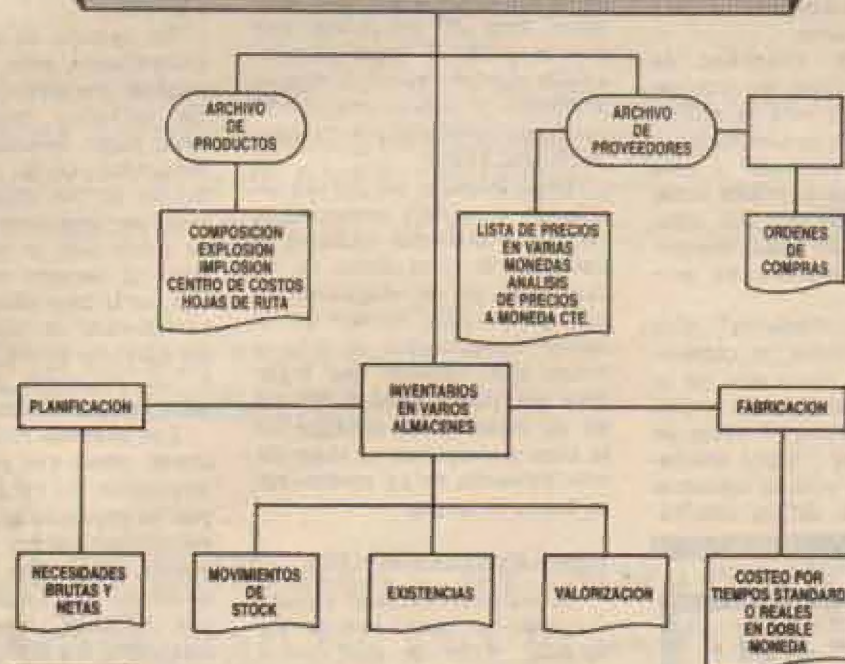 ARCHIVO
DE
PRODUCTOS
ARCHIVO
DE
PROVEEDORES
COMPOSICION
EXPLOSION
IMPLOSION
CENTRO DE COSTOS
HOJAS DE RUTA
LISTA DE PRECIOS
EN VARIAS
MONEDAS
ANALISIS
DE PRECIOS
A MONEDA CTE.
ORDENES
DE
COMPRAS
PLANIFICACION
INVENTARIOS
EN VARIOS
ALMACENES
FABRICACION
NECESIDADES
BRUTAS Y
NETAS
MOVIMIENTOS
DE
STOCK
EXISTENCIAS
VALORIZACION
COSTEO POR
TIEMPOS STANDARD
O REALES
EN DOBLE
MONEDA